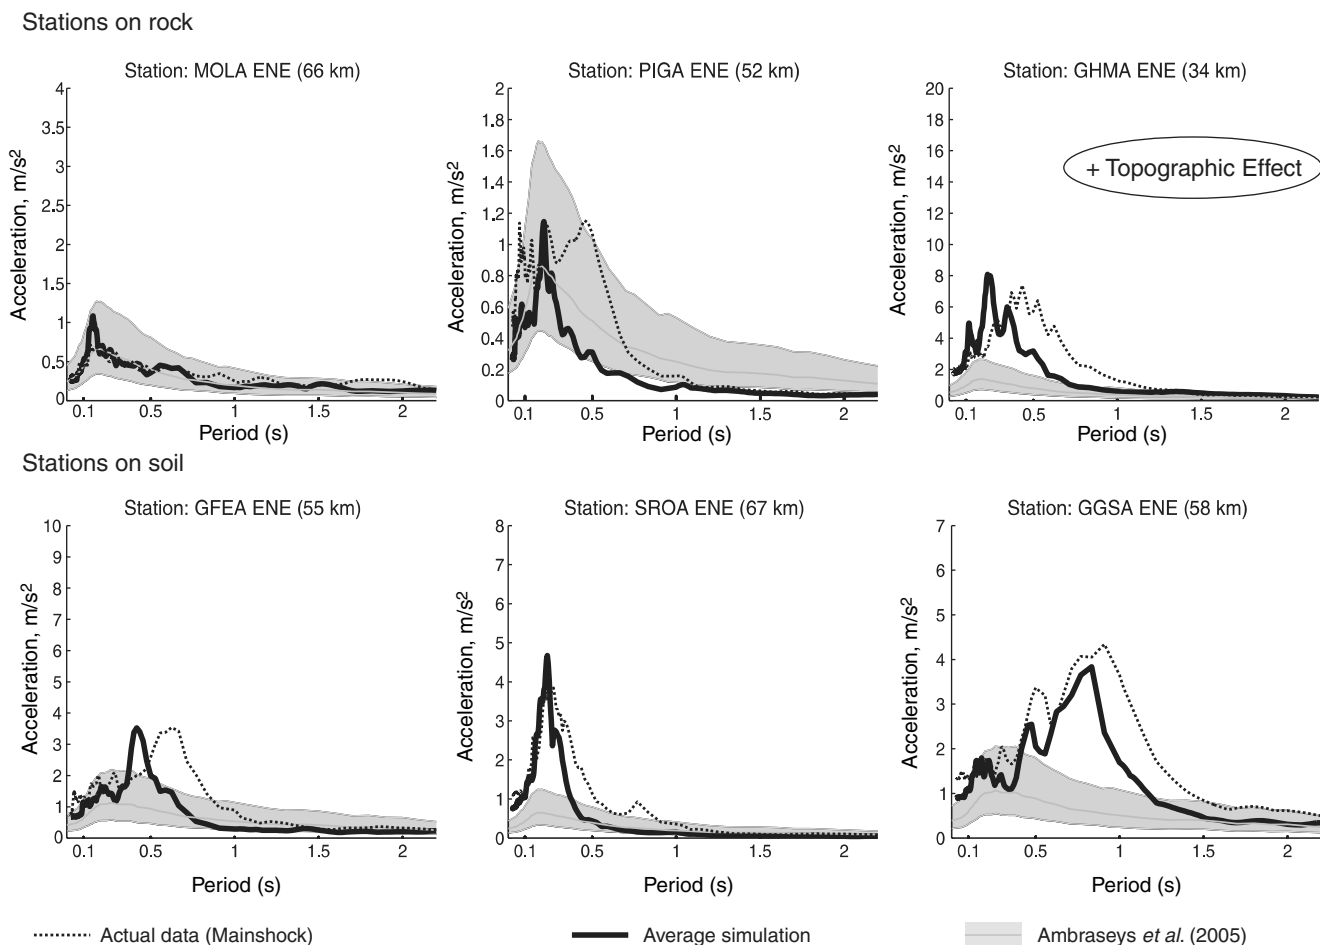 Stations on rock
Station: MOLA ENE (66 km)
Acceleration, m/s²
4
3.5
3
2.5
2
1.5
1
0.5
0
0.1 0.5 1 1.5 2
Period (s)
Station: PIGA ENE (52 km)
Acceleration, m/s²
2
1.8
1.6
1.4
1.2
1
0.8
0.6
0.4
0.2
0
0.1 0.5 1 1.5 2
Period (s)
Station: GHMA ENE (34 km)
+ Topographic Effect
Acceleration, m/s²
20
18
16
14
12
10
8
6
4
2
0
0.1 0.5 1 1.5 2
Period (s)
Stations on soil
Station: GFEA ENE (55 km)
Acceleration, m/s²
10
9
8
7
6
5
4
3
2
1
0
0.1 0.5 1 1.5 2
Period (s)
Station: SROA ENE (67 km)
Acceleration, m/s²
8
7
6
5
4
3
2
1
0
0.1 0.5 1 1.5 2
Period (s)
Station: GGSA ENE (58 km)
Acceleration, m/s²
7
6
5
4
3
2
1
0
0.1 0.5 1 1.5 2
Period (s)
Actual data (Mainshock)
Average simulation
Ambraseys et al. (2005)